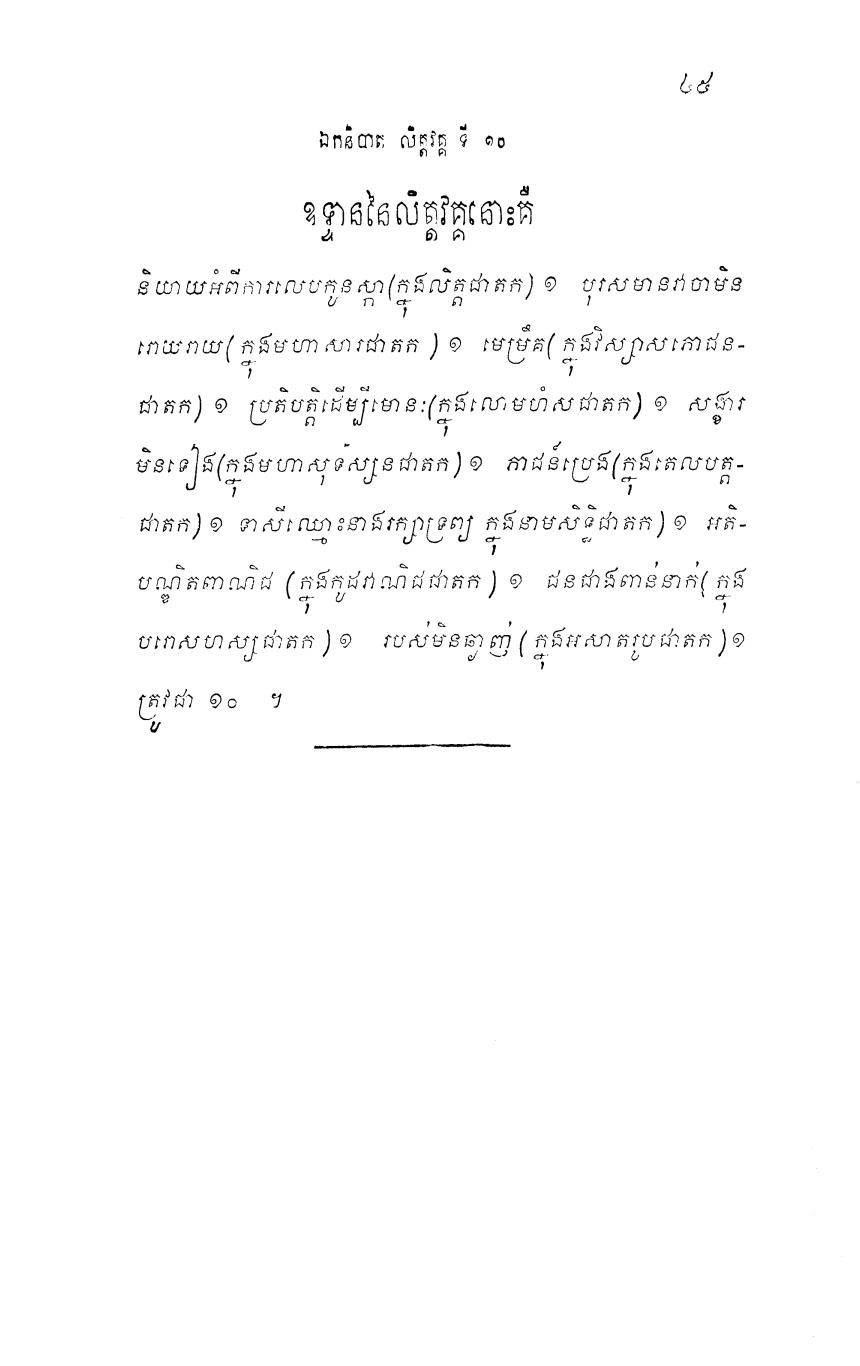 ៤៥
ឯកនិបាត លិត្តវគ្គ ទី ១០
ឧទ្ទាននៃលិត្តវគ្គនោះគឺ
និយាយអំពីការលេបកូនស្កា(ក្នុងលិត្តជាតក) ១ បុរសមានវាចាមិន
រោយរាយ(ក្នុងមហាសារជាតក ) ១ មេម្រឹគ(ក្នុងវិស្សាសភោជន-
ជាតក) ១ ប្រតិបត្តិដើម្បីមោនៈ(ក្នុងលោមហំសជាតក) ១ សង្ខារ
មិនទៀង(ក្នុងមហាសុទស្សនជាតក) ១ ភាជន៍ប្រេង(ក្នុងតេលបត្ត-
ជាតក) ១ ទាសីឈ្មោះនាងរក្សាទ្រព្យ ក្នុងនាមសិទ្ធិជាតក) ១ អតិ-
បណ្ឌិតពាណិជ (ក្នុងកូដវាណិជជាតក ) ១ ជនជាងពាន់នាក់( ក្នុង
បរោសហស្សជាតក ) ១ របស់មិនឆ្ងាញ់ ( ក្នុងអសាតរូបជាតក ) ១
ត្រូវជា ១០ ។